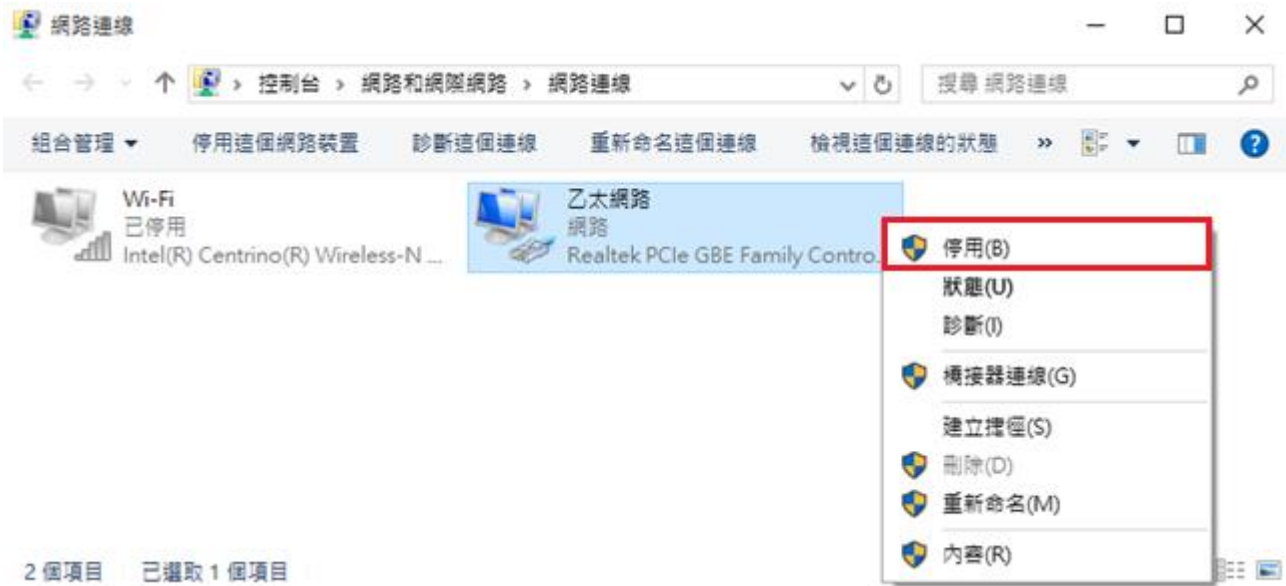 網路連線
控制台 › 網路和網際網路 › 網路連線
搜尋 網路連線
組合管理 停用這個網路裝置 診斷這個連線 重新命名這個連線 檢視這個連線的狀態 »
Wi-Fi
已停用
Intel(R) Centrino(R) Wireless-N ...
乙太網路
網路
Realtek PCIe GBE Family Contro...
停用(B)
狀態(U)
診斷(I)
橋接器連線(G)
建立捷徑(S)
刪除(D)
重新命名(M)
內容(R)
2 個項目 已選取 1 個項目